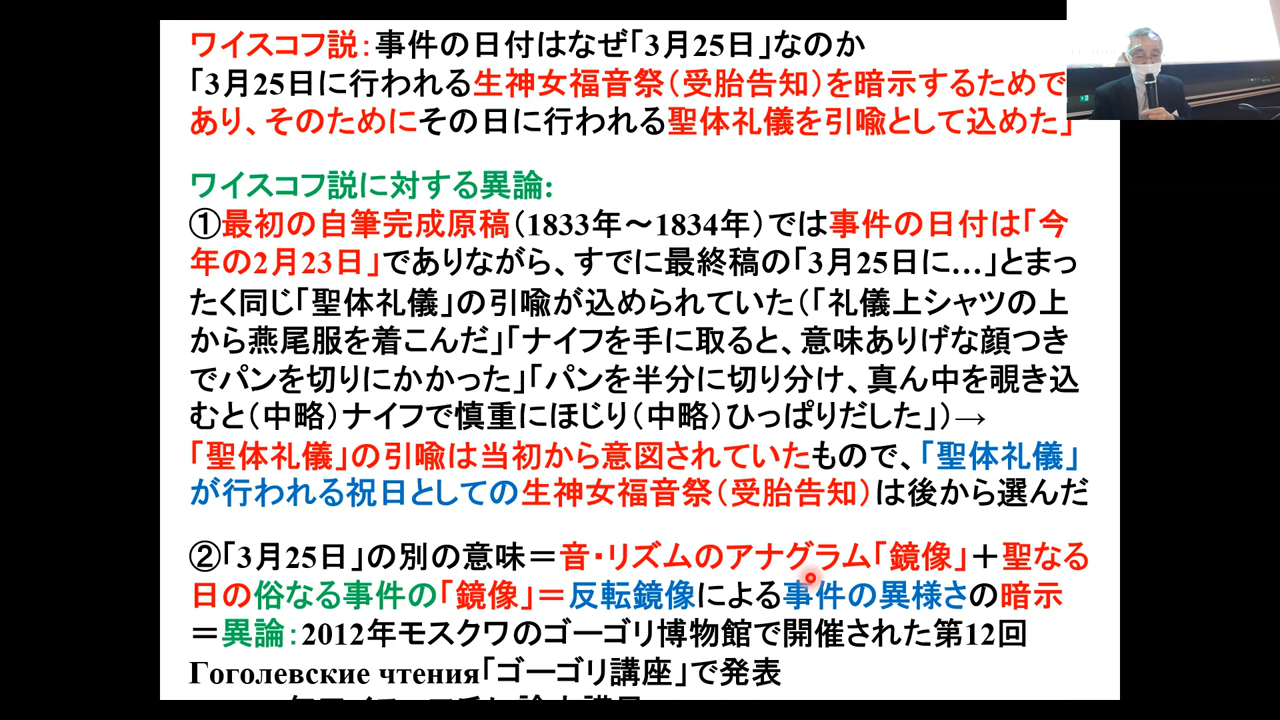 ワイスコフ説：事件の日付はなぜ「3月25日」なのか
「3月25日に行われる生神女福音祭（受胎告知）を暗示するためで
あり、そのためにその日に行われる聖体礼儀を引喩として込めた」
ワイスコフ説に対する異論:
①最初の自筆完成原稿（1833年～1834年）では事件の日付は「今
年の2月23日」でありながら、すでに最終稿の「3月25日に…」とまっ
たく同じ「聖体礼儀」の引喩が込められていた（「礼儀上シャツの上
から燕尾服を着こんだ」「ナイフを手に取ると、意味ありげな顔つき
でパンを切りにかかった」「パンを半分に切り分け、真ん中を覗き込
むと（中略）ナイフで慎重にほじり（中略）ひっぱりだした」）→
「聖体礼儀」の引喩は当初から意図されていたもので、「聖体礼儀」
が行われる祝日としての生神女福音祭（受胎告知）は後から選んだ
②「3月25日」の別の意味＝音・リズムのアナグラム「鏡像」＋聖なる
日の俗なる事件の「鏡像」＝反転鏡像による事件の異様さの暗示
＝異論：2012年モスクワのゴーゴリ博物館で開催された第12回
Гоголевские чтения「ゴーゴリ講座」で発表